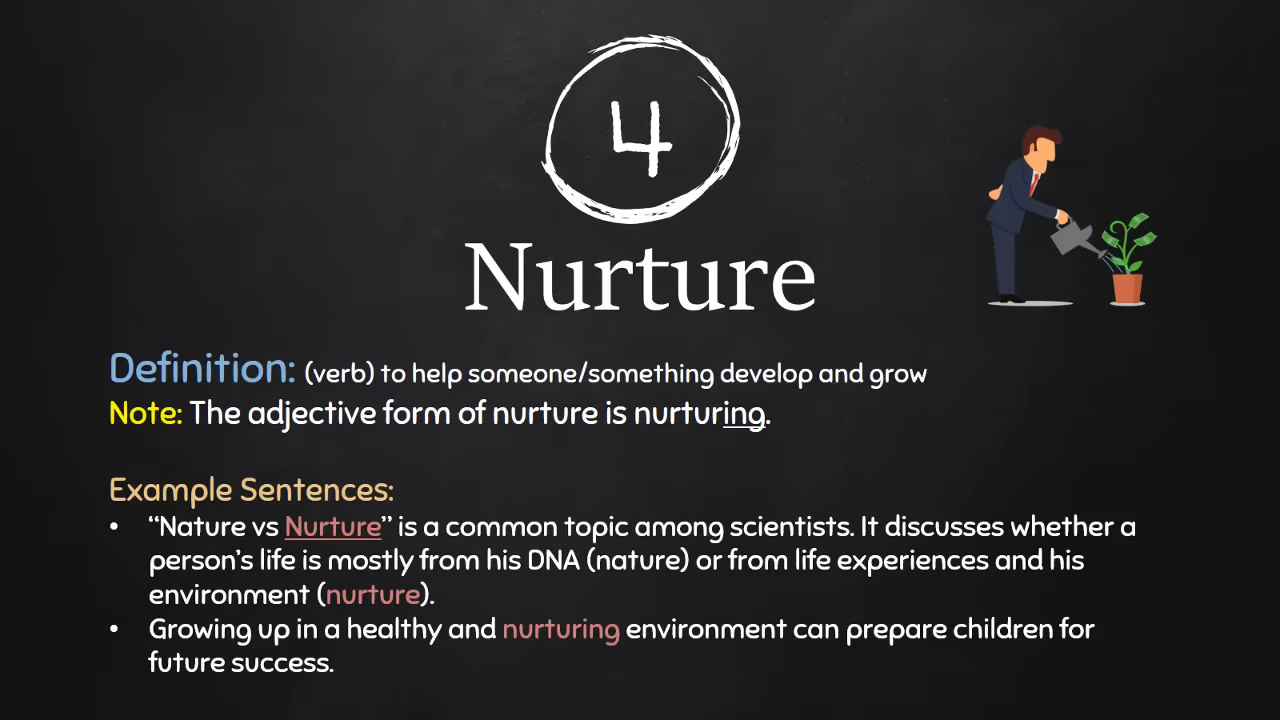 4
Nurture
Definition: (verb) to help someone/something develop and grow
Note: The adjective form of nurture is nurturing.
Example Sentences:
• “Nature vs Nurture” is a common topic among scientists. It discusses whether a
person’s life is mostly from his DNA (nature) or from life experiences and his
environment (nurture).
• Growing up in a healthy and nurturing environment can prepare children for
future success.